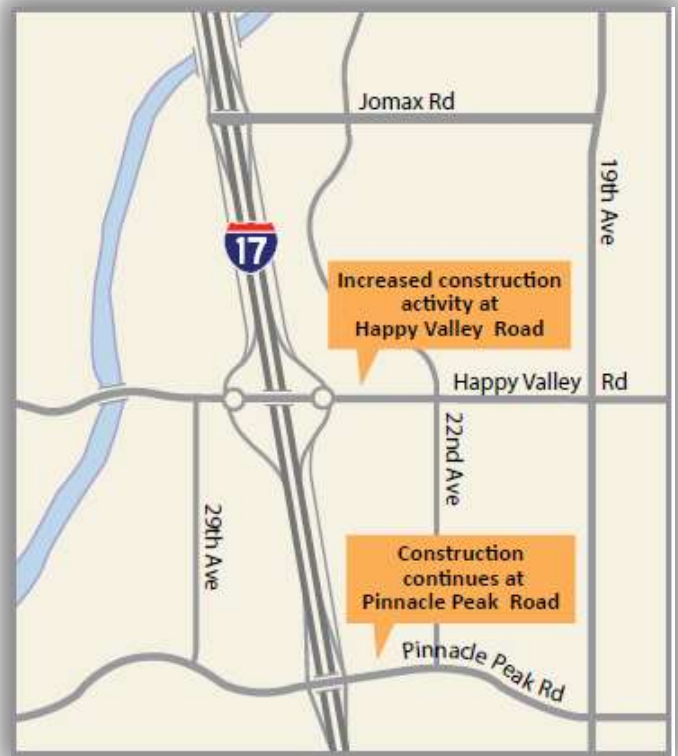 Jomax Rd
19th Ave
17
Increased construction
activity at
Happy Valley Road
Happy Valley Rd
22nd Ave
29th Ave
Construction
continues at
Pinnacle Peak Road
Pinnacle Peak Rd